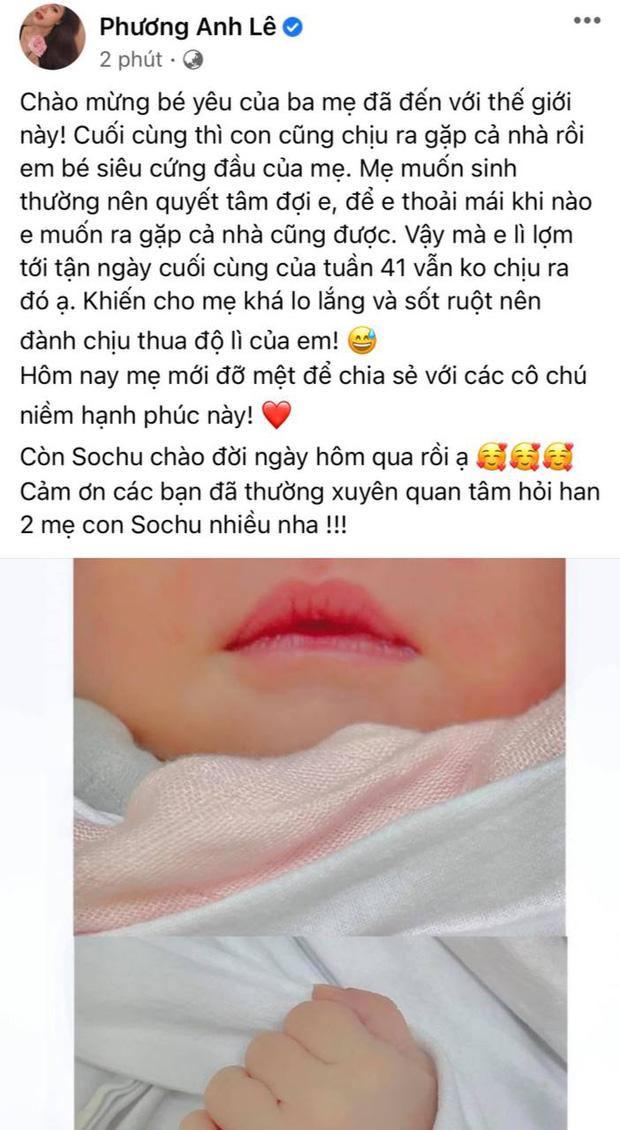 Phương Anh Lê
2 phút ·
Chào mừng bé yêu của ba mẹ đã đến với thế giới
này! Cuối cùng thì con cũng chịu ra gặp cả nhà rồi
em bé siêu cứng đầu của mẹ. Mẹ muốn sinh
thường nên quyết tâm đợi e, để e thoải mái khi nào
e muốn ra gặp cả nhà cũng được. Vậy mà e lì lợm
tới tận ngày cuối cùng của tuần 41 vẫn ko chịu ra
đó ạ. Khiến cho mẹ khá lo lắng và sốt ruột nên
đành chịu thua độ lì của em! 😅
Hôm nay mẹ mới đỡ mệt để chia sẻ với các cô chú
niềm hạnh phúc này! ❤️
Còn Sochu chào đời ngày hôm qua rồi ạ 🥰🥰🥰
Cảm ơn các bạn đã thường xuyên quan tâm hỏi han
2 mẹ con Sochu nhiều nha !!!